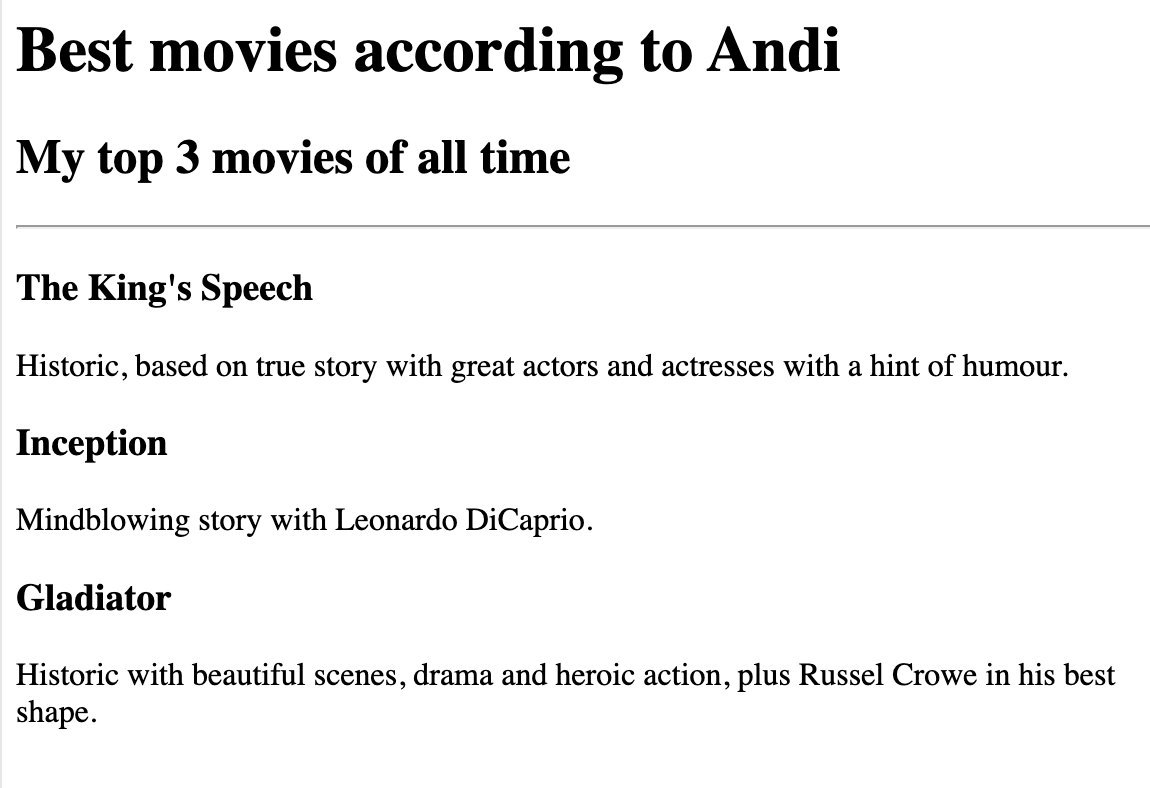 Best movies according to Andi
My top 3 movies of all time
The King's Speech
Historic, based on true story with great actors and actresses with a hint of humour.
Inception
Mindblowing story with Leonardo DiCaprio.
Gladiator
Historic with beautiful scenes, drama and heroic action, plus Russel Crowe in his best
shape.